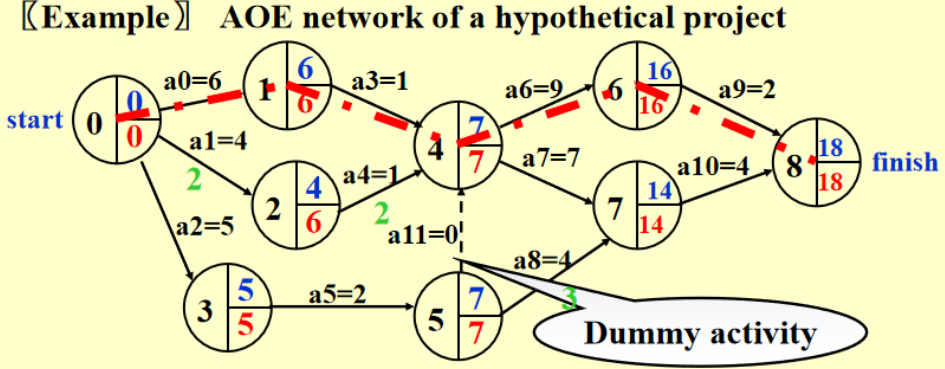 〖Example〗 AOE network of a hypothetical project
start
0
0
0
a0=6
1
6
6
a3=1
a6=9
6
16
16
a9=2
a1=4
2
2
4
6
a4=1
2
4
7
7
a7=7
7
14
14
a10=4
8
18
18
finish
a2=5
a11=0
a8=4
3
3
5
5
a5=2
5
7
7
Dummy activity